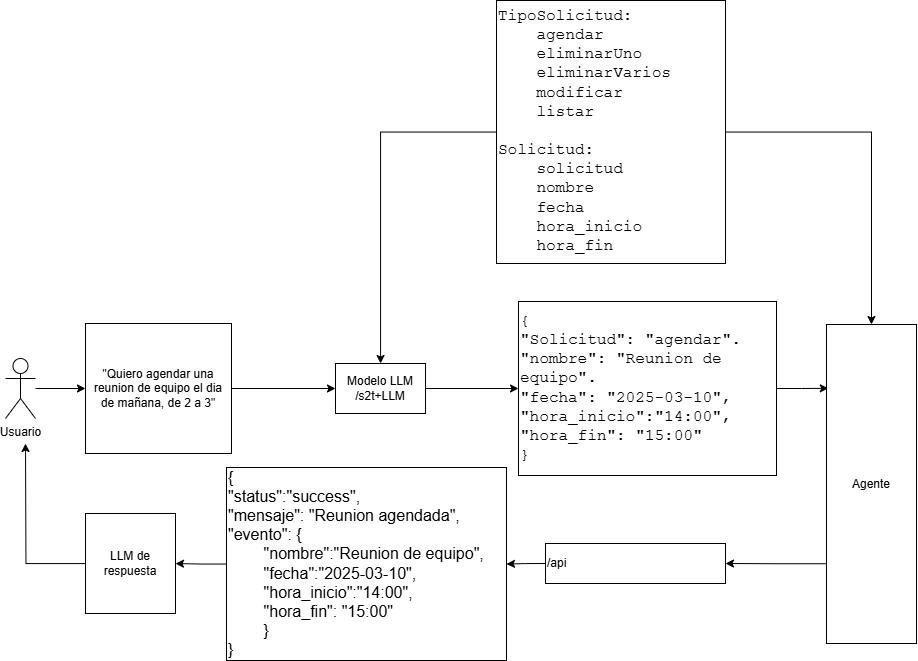 TipoSolicitud:
agendar
eliminarUno
eliminarVarios
modificar
listar
Solicitud:
solicitud
nombre
fecha
hora_inicio
hora_fin
Usuario
"Quiero agendar una
reunion de equipo el dia
de mañana, de 2 a 3"
Modelo LLM
/s2t+LLM
{
"Solicitud": "agendar".
"nombre": "Reunion de
equipo".
"fecha": "2025-03-10",
"hora_inicio":"14:00",
"hora_fin": "15:00"
}
Agente
/api
{
"status":"success",
"mensaje": "Reunion agendada",
"evento": {
"nombre":"Reunion de equipo",
"fecha":"2025-03-10",
"hora_inicio":"14:00",
"hora_fin": "15:00"
}
}
LLM de
respuesta